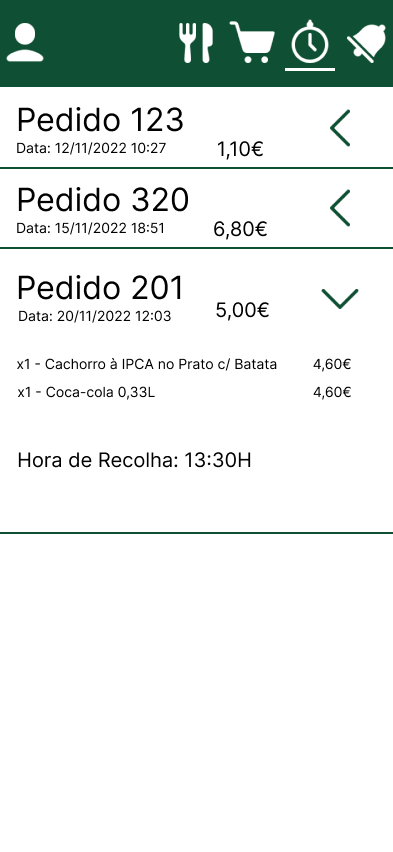 Pedido 123
Data: 12/11/2022 10:27 1,10€
Pedido 320
Data: 15/11/2022 18:51 6,80€
Pedido 201
Data: 20/11/2022 12:03 5,00€
x1 - Cachorro à IPCA no Prato c/ Batata 4,60€
x1 - Coca-cola 0,33L 4,60€
Hora de Recolha: 13:30H